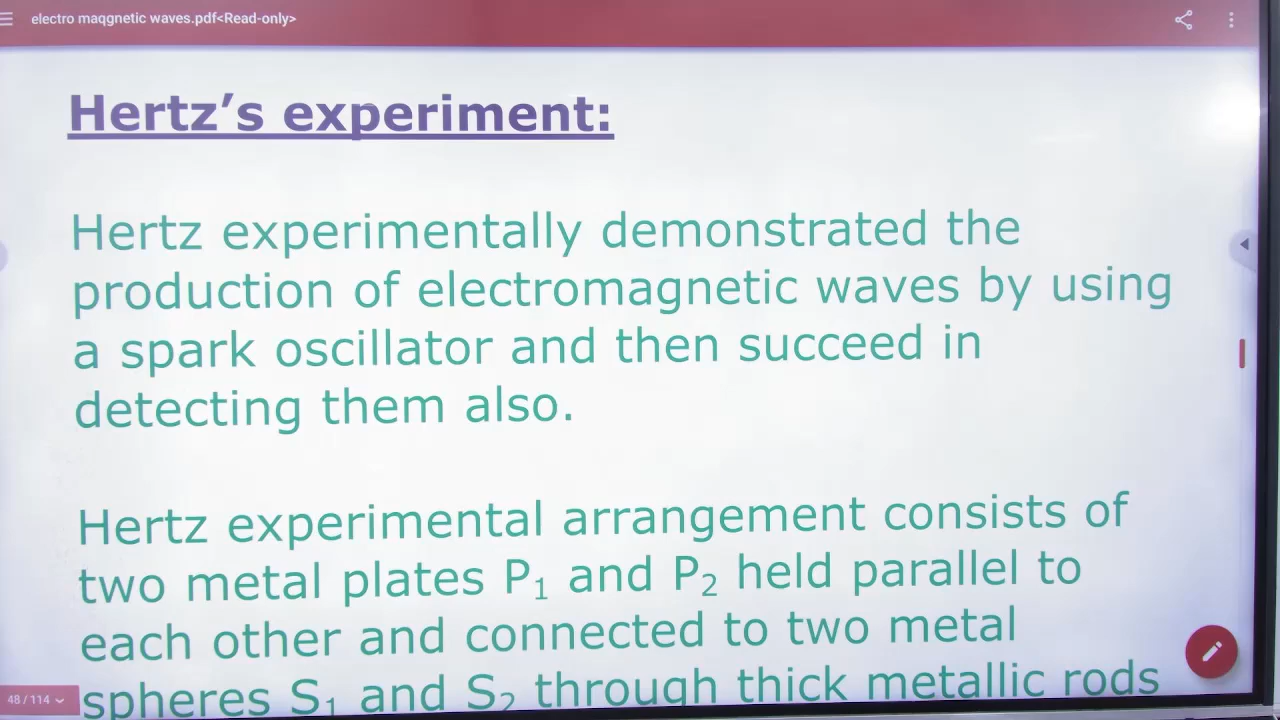 electro maqgnetic waves.pdf<Read-only>
Hertz’s experiment:
Hertz experimentally demonstrated the
production of electromagnetic waves by using
a spark oscillator and then succeed in
detecting them also.
Hertz experimental arrangement consists of
two metal plates P₁ and P₂ held parallel to
each other and connected to two metal
spheres S₁ and S₂ through thick metallic rods
48 / 114